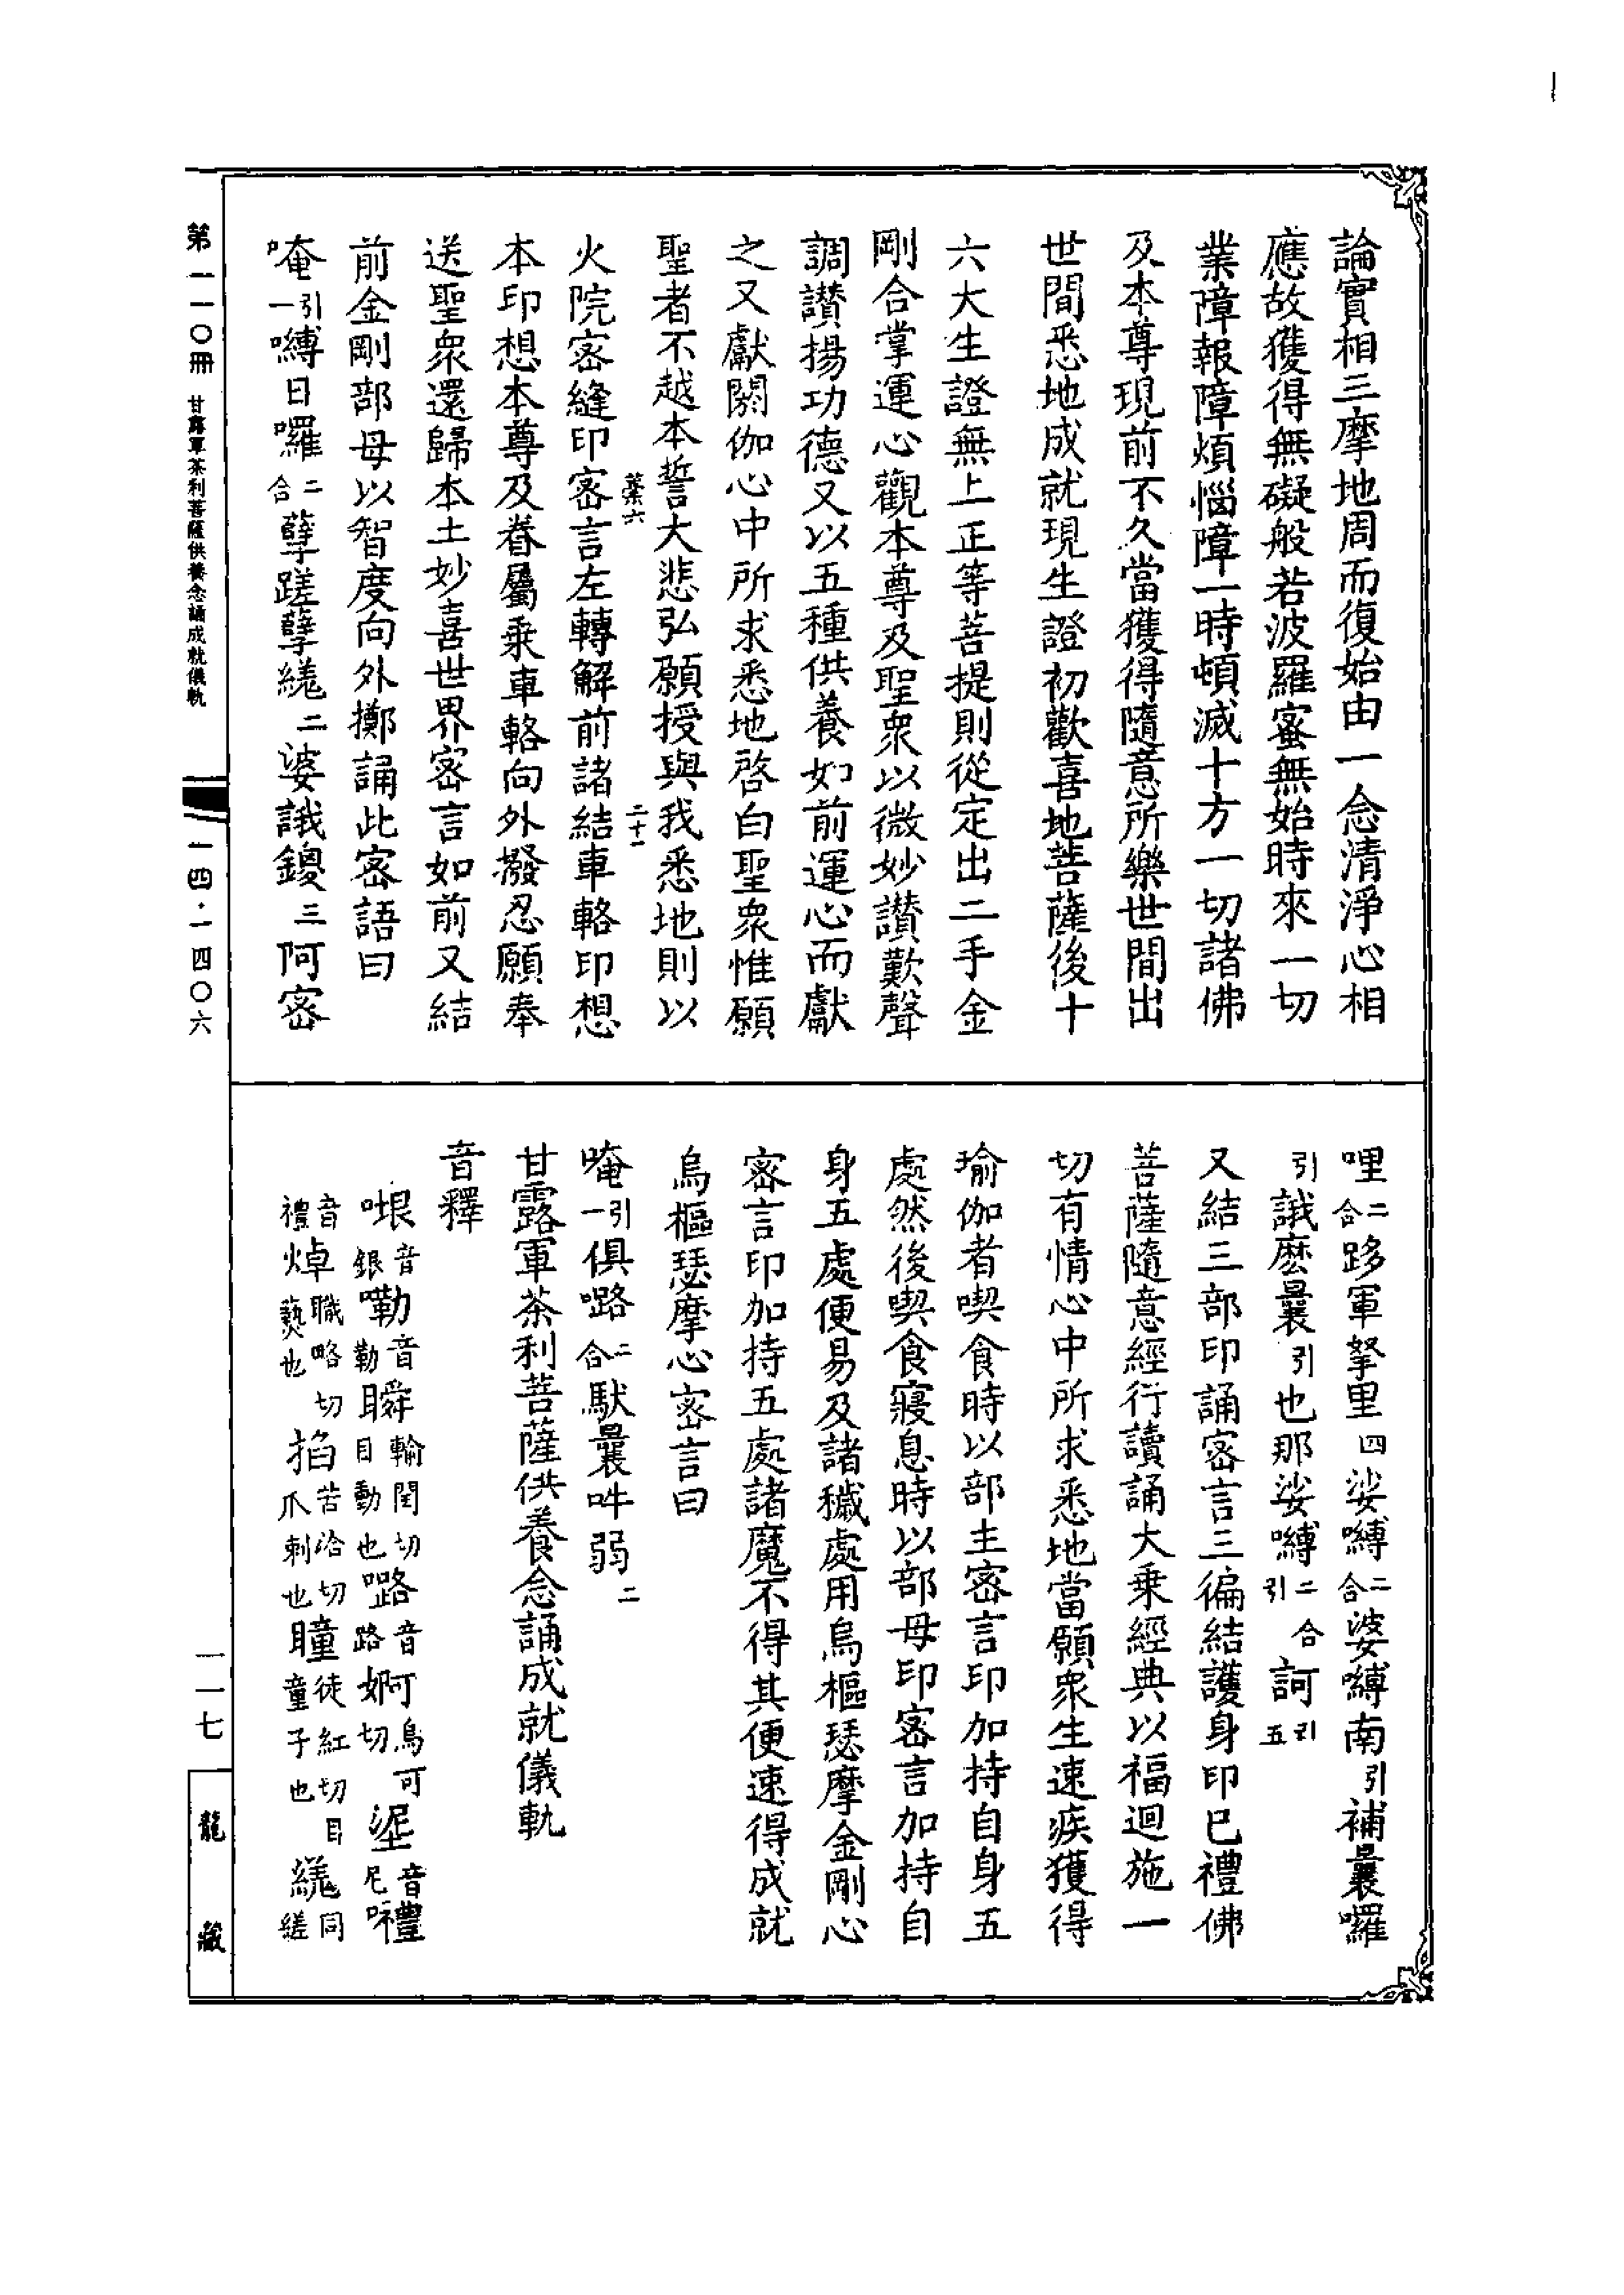 論實相三摩地周而復始由一念清淨心相
應故獲得無礙般若波羅蜜無始時來一切
業障報障煩惱障一時頓滅十方一切諸佛
及本尊現前不久當獲得隨意所樂世間出
世間悉地成就現生證初歡喜地菩薩後十
六大生證無上正等菩提則從定出二手金
剛合掌運心觀本尊及聖衆以微妙讚歎聲
調讚揚功德又以五種供養如前運心而獻
之又獻閼伽心中所求悉地啓白聖衆惟願
聖者不越本誓大悲弘願授與我悉地則以
葉六 二十一
火院密縫印密言左轉解前諸結車輅印想
本印想本尊及眷屬乘車輅向外撥忍願奉
送聖衆還歸本土妙喜世界密言如前又結
前金剛部母以智度向外擲誦此密語曰
唵引一嚩日囉二合孽蹉孽繞二婆誐鑁三阿密
哩二合跢軍拏里四娑嚩二合婆嚩南引補曩囉
引誐麽曩引也那娑嚩二合引訶引五
又結三部印誦密言三徧結護身印已禮佛
菩薩隨意經行讀誦大乘經典以福迴施一
切有情心中所求悉地當願衆生速疾獲得
瑜伽者喫食時以部主密言印加持自身五
處然後喫食寢息時以部母印密言加持自
身五處便易及諸穢處用烏樞瑟摩金剛心
密言印加持五處諸魔不得其便速得成就
烏樞瑟摩心密言曰
唵引一俱嚕二合馱曩吽弱二
甘露軍茶利菩薩供養念誦成就儀軌
音釋
哏音銀嘞音勒瞬輸閏切目動也㗻音路婀烏可切埿音尼𡄦
音禮焯職略切爇也掐苦洽切爪刺也瞳徒紅切目童子也繞同繞
第一一〇冊 甘露軍茶利菩薩供養念誦成就儀軌
一四·一四〇六
一一七
龍藏